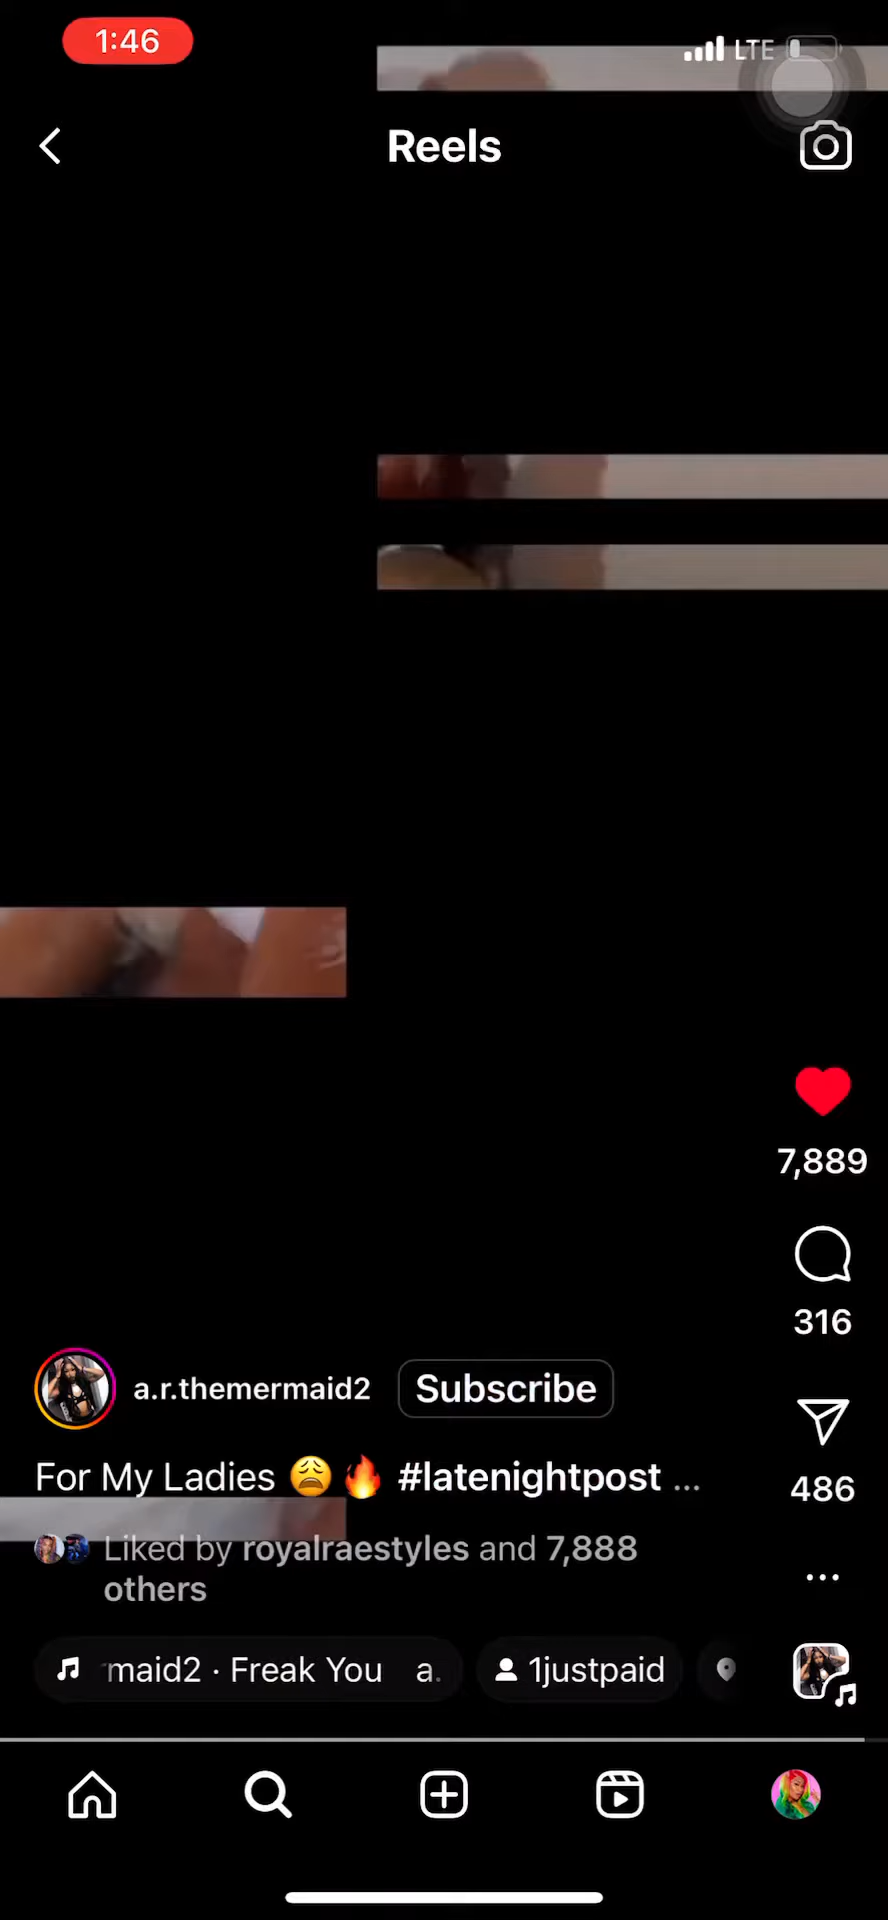 1:46
LTE
Reels
7,889
316
a.r.themermaid2
Subscribe
For My Ladies 😩🔥 #latenightpost ...
486
Liked by royalraestyles and 7,888
others
maid2 · Freak You a.
1justpaid